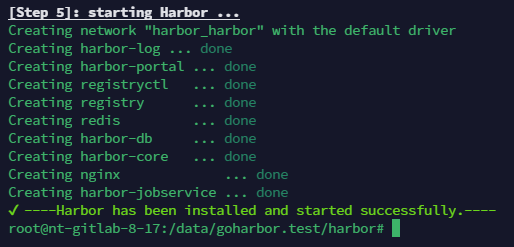 [Step 5]: starting Harbor ...
Creating network "harbor_harbor" with the default driver
Creating harbor-log ... done
Creating harbor-portal ... done
Creating registryctl   ... done
Creating registry      ... done
Creating redis         ... done
Creating harbor-db     ... done
Creating harbor-core   ... done
Creating nginx             ... done
Creating harbor-jobservice ... done
✔ ----Harbor has been installed and started successfully.----
root@nt-gitlab-8-17:/data/goharbor.test/harbor#